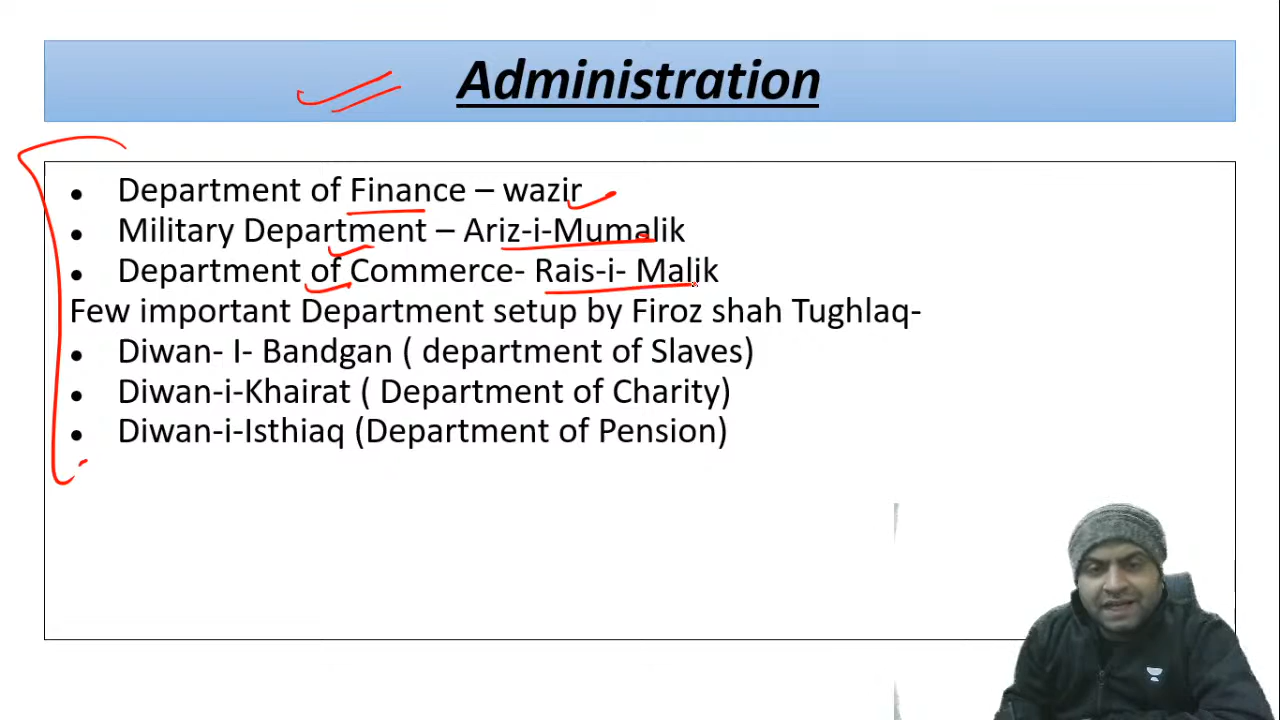 Administration
• Department of Finance – wazir
• Military Department – Ariz-i-Mumalik
• Department of Commerce- Rais-i- Malik
Few important Department setup by Firoz shah Tughlaq-
• Diwan- I- Bandgan ( department of Slaves)
• Diwan-i-Khairat ( Department of Charity)
• Diwan-i-Isthiaq (Department of Pension)